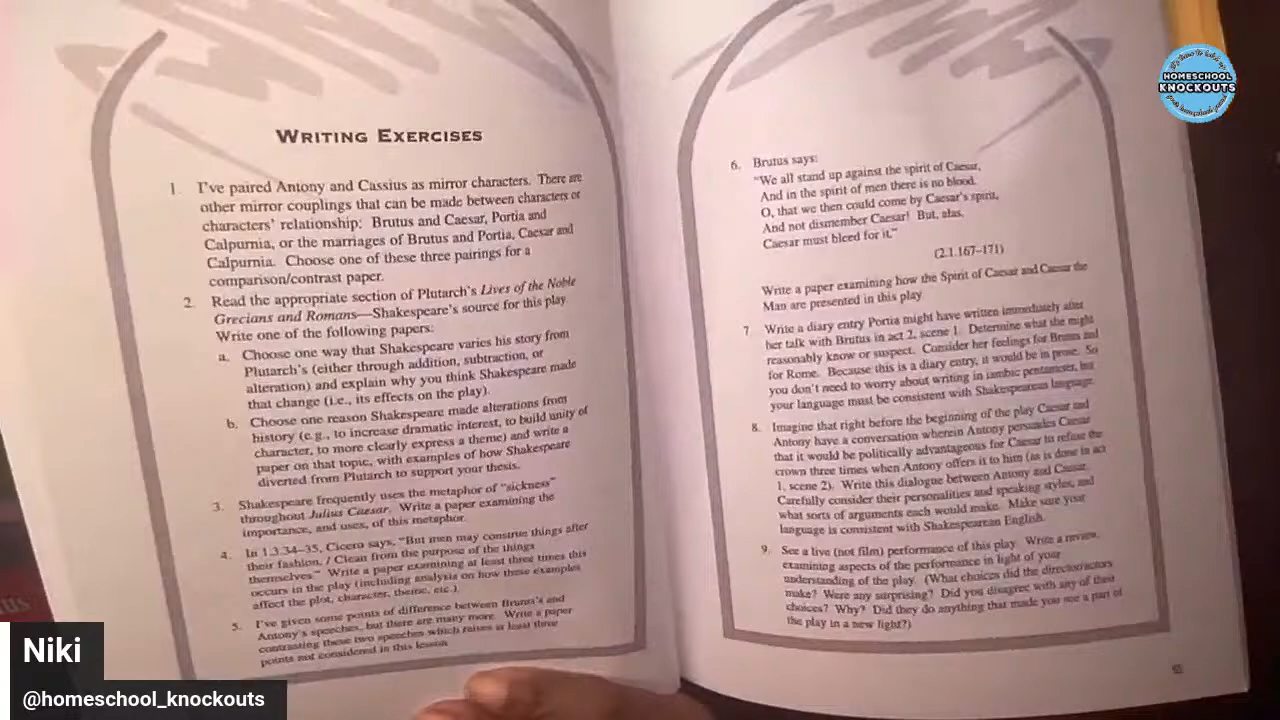 WRITING EXERCISES
1. I've paired Antony and Cassius as mirror characters. There are
other mirror couplings that can be made between characters or
characters' relationship: Brutus and Caesar, Portia and
Calpurnia, or the marriages of Brutus and Portia, Caesar and
Calpurnia. Choose one of these three pairings for a
comparison/contrast paper.
2. Read the appropriate section of Plutarch's Lives of the Noble
Grecians and Romans—Shakespeare's source for this play.
Write one of the following papers:
a. Choose one way that Shakespeare varies his story from
Plutarch's (either through addition, subtraction, or
alteration) and explain why you think Shakespeare made
that change (i.e., its effects on the play).
b. Choose one reason Shakespeare made alterations from
history (e.g., to increase dramatic interest, to build unity of
character, to more clearly express a theme) and write a
paper on that topic, with examples of how Shakespeare
diverted from Plutarch to support your thesis.
3. Shakespeare frequently uses the metaphor of "sickness"
throughout Julius Caesar. Write a paper examining the
importance, and uses, of this metaphor.
4. In 1.3.34–35, Cicero says, "But men may construe things after
their fashion, / Clean from the purpose of the things
themselves." Write a paper examining at least three times this
occurs in the play (including analysis on how these examples
affect the plot, character, theme, etc.).
5. I've given some points of difference between Brutus's and
Antony's speeches, but there are many more. Write a paper
contrasting these two speeches which raises at least three
points not considered in this lesson.
6. Brutus says:
"We all stand up against the spirit of Caesar,
And in the spirit of men there is no blood.
O, that we then could come by Caesar's spirit,
And not dismember Caesar! But, alas,
Caesar must bleed for it."
(2.1.167–171)
Write a paper examining how the Spirit of Caesar and Caesar the
Man are presented in this play
7 Write a diary entry Portia might have written immediately after
her talk with Brutus in act 2, scene 1. Determine what she might
reasonably know or suspect. Consider her feelings for Brutus and
for Rome. Because this is a diary entry, it would be in prose. So
you don't need to worry about writing in iambic pentameter, but
your language must be consistent with Shakespearean language.
8. Imagine that right before the beginning of the play Caesar and
Antony have a conversation wherein Antony persuades Caesar
that it would be politically advantageous for Caesar to refuse the
crown three times when Antony offers it to him (as is done in act
1, scene 2). Write this dialogue between Antony and Caesar.
Carefully consider their personalities and speaking styles, and
what sorts of arguments each would make. Make sure your
language is consistent with Shakespearean English.
9. See a live (not film) performance of this play. Write a review,
examining aspects of the performance in light of your
understanding of the play. (What choices did the director/actors
make? Were any surprising? Did you disagree with any of their
choices? Why? Did they do anything that made you see a part of
the play in a new light?)
HOMESCHOOL
KNOCKOUTS
Niki
@homeschool_knockouts